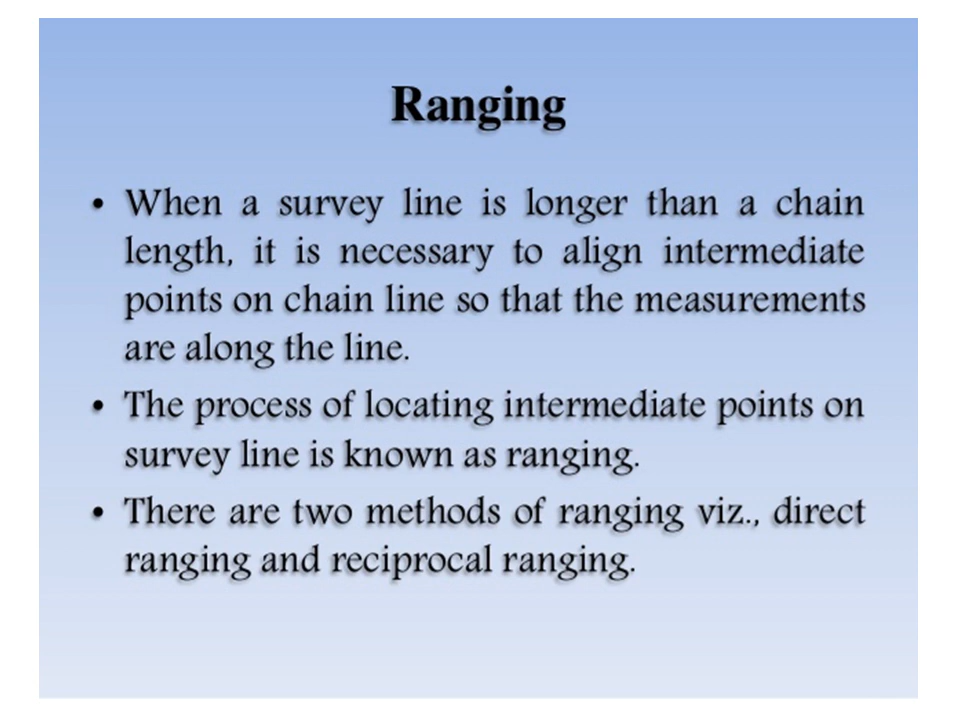 Ranging
• When a survey line is longer than a chain
length, it is necessary to align intermediate
points on chain line so that the measurements
are along the line.
• The process of locating intermediate points on
survey line is known as ranging.
• There are two methods of ranging viz., direct
ranging and reciprocal ranging.